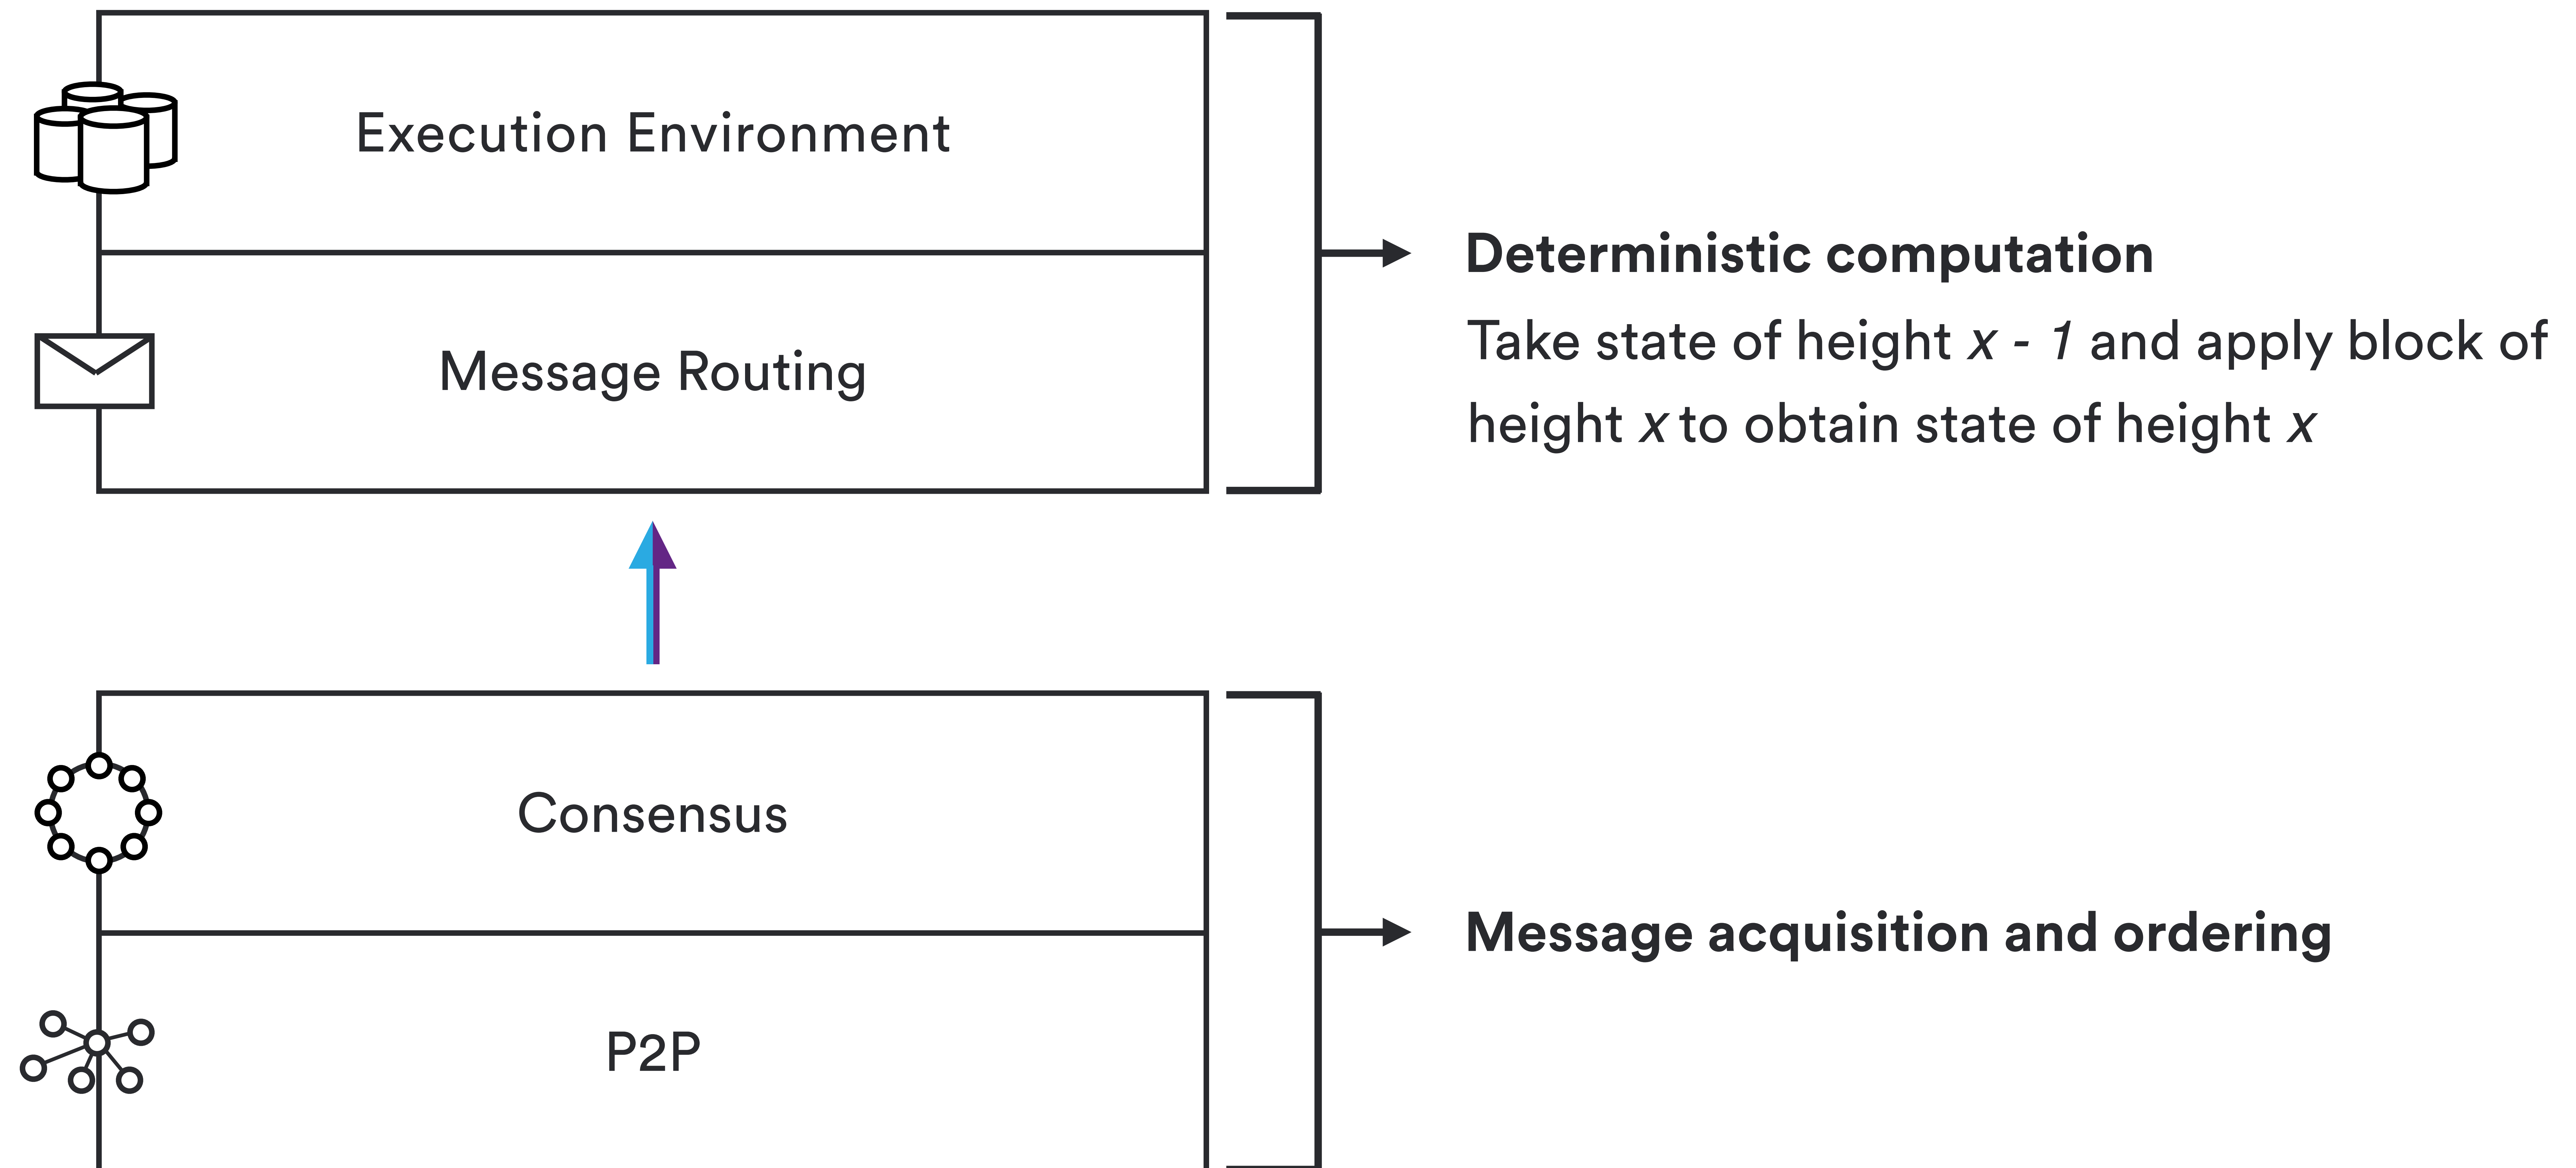 Execution Environment
Message Routing
Deterministic computation
Take state of height x - 1 and apply block of
height x to obtain state of height x
Consensus
P2P
Message acquisition and ordering